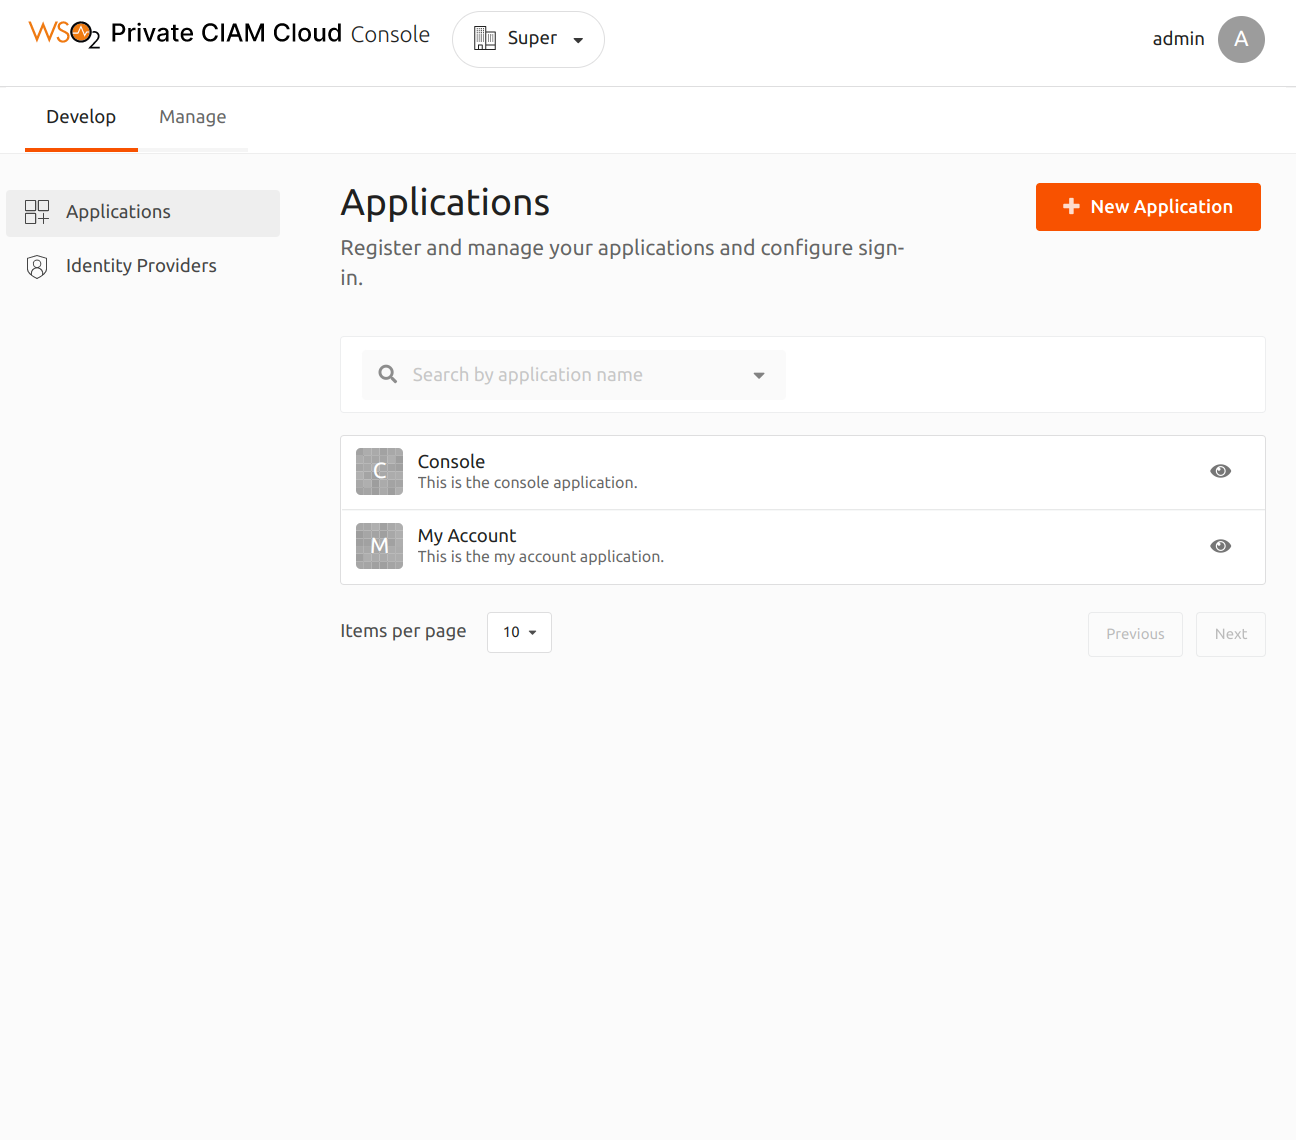 WSO2 Private CIAM Cloud Console
Super
admin
A
Develop
Manage
Applications
Identity Providers
Applications
New Application
Register and manage your applications and configure sign-
in.
Search by application name
C
Console
This is the console application.
M
My Account
This is the my account application.
Items per page
10
Previous
Next